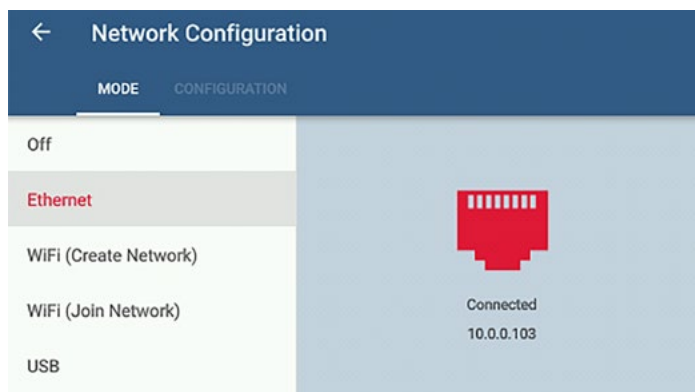 Network Configuration
MODE CONFIGURATION
Off
Ethernet
WiFi (Create Network)
WiFi (Join Network)
USB
Connected
10.0.0.103